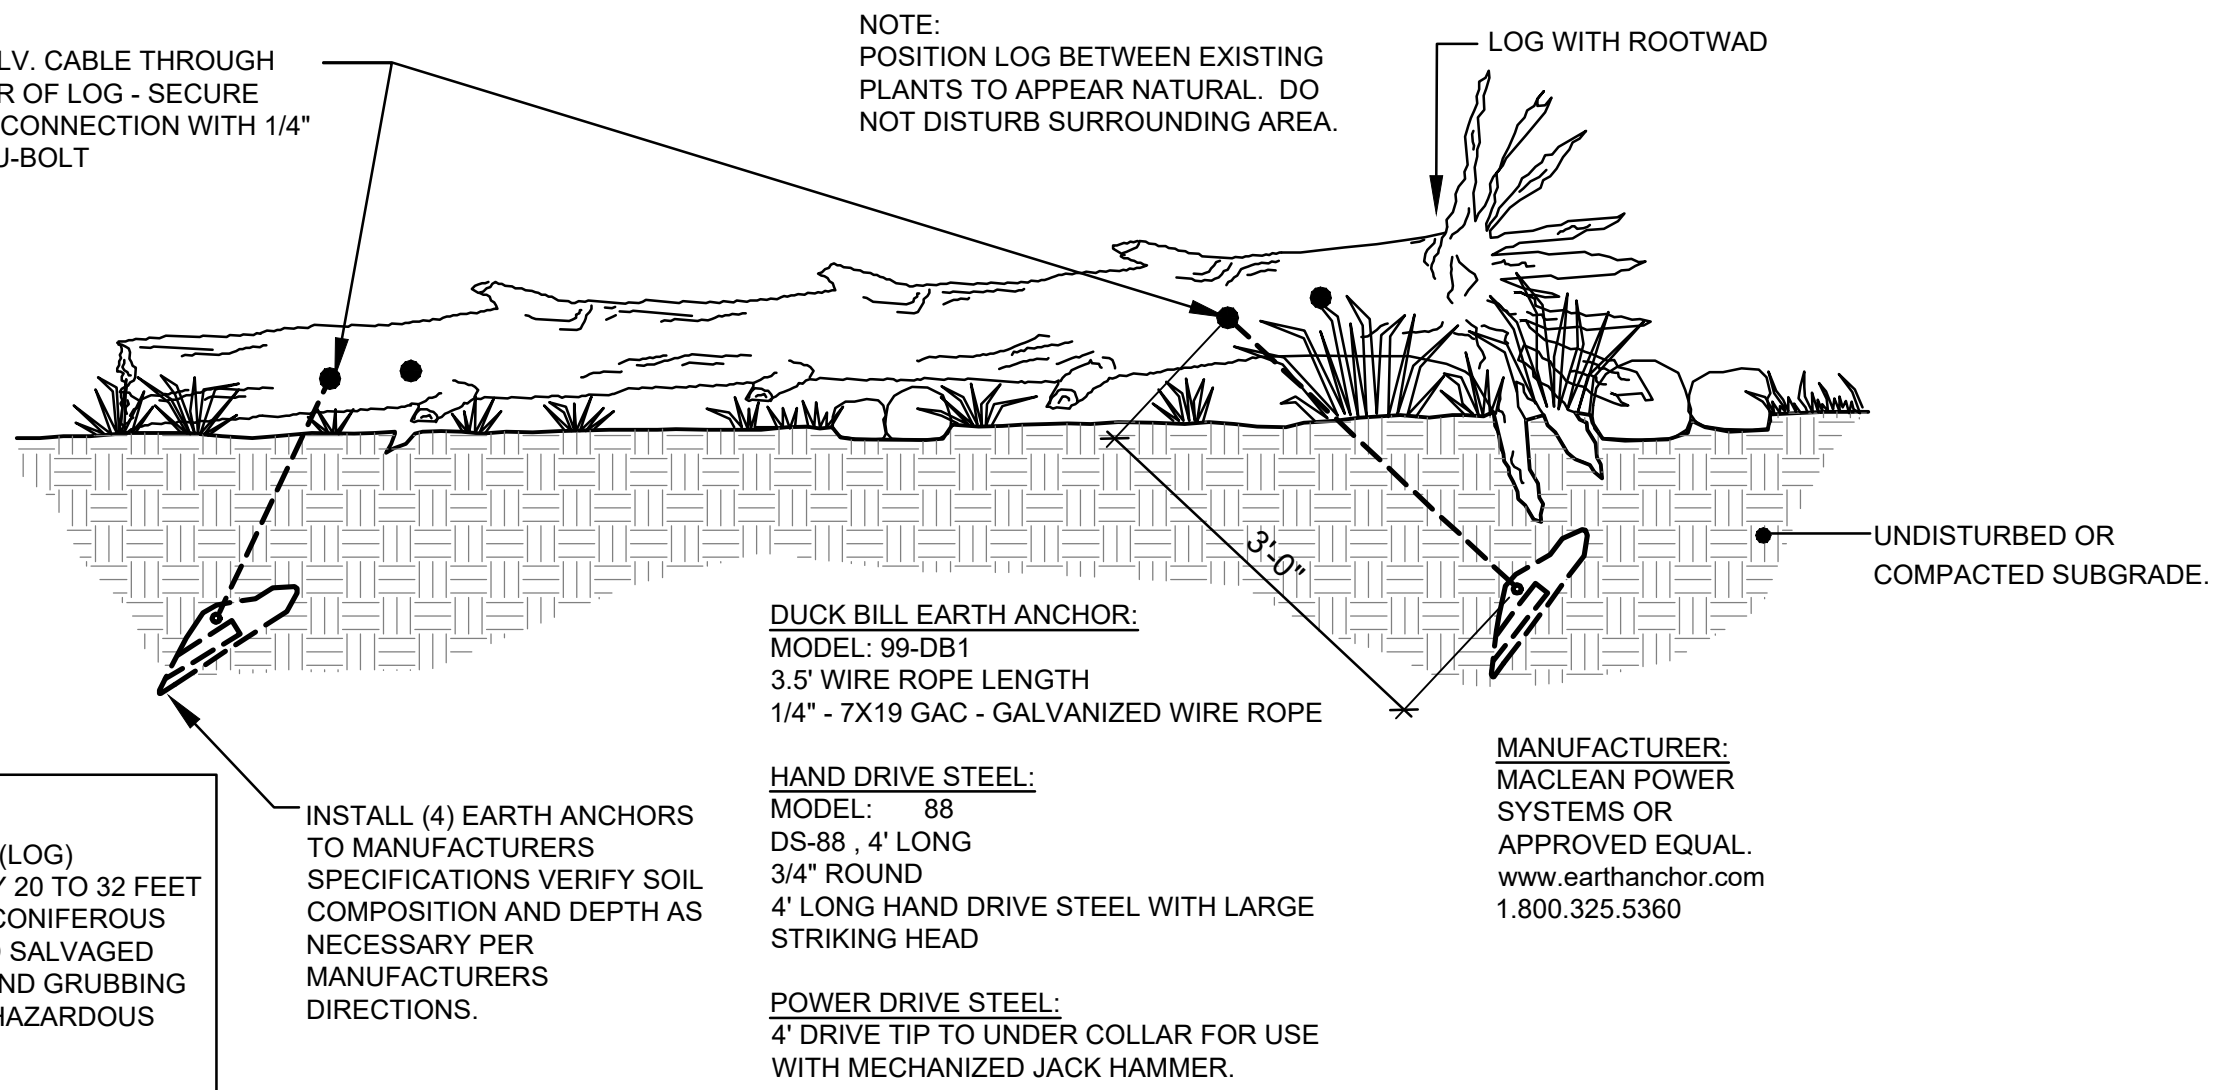 LV. CABLE THROUGH
R OF LOG - SECURE
CONNECTION WITH 1/4"
U-BOLT
NOTE:
POSITION LOG BETWEEN EXISTING
PLANTS TO APPEAR NATURAL. DO
NOT DISTURB SURROUNDING AREA.
LOG WITH ROOTWAD
UNDISTURBED OR
COMPACTED SUBGRADE.
3'-0"
DUCK BILL EARTH ANCHOR:
MODEL: 99-DB1
3.5' WIRE ROPE LENGTH
1/4" - 7X19 GAC - GALVANIZED WIRE ROPE
HAND DRIVE STEEL:
MODEL: 88
DS-88 , 4' LONG
3/4" ROUND
4' LONG HAND DRIVE STEEL WITH LARGE
STRIKING HEAD
POWER DRIVE STEEL:
4' DRIVE TIP TO UNDER COLLAR FOR USE
WITH MECHANIZED JACK HAMMER.
MANUFACTURER:
MACLEAN POWER
SYSTEMS OR
APPROVED EQUAL.
www.earthanchor.com
1.800.325.5360
INSTALL (4) EARTH ANCHORS
TO MANUFACTURERS
SPECIFICATIONS VERIFY SOIL
COMPOSITION AND DEPTH AS
NECESSARY PER
MANUFACTURERS
DIRECTIONS.
(LOG)
Y 20 TO 32 FEET
CONIFEROUS
SALVAGED
ND GRUBBING
HAZARDOUS